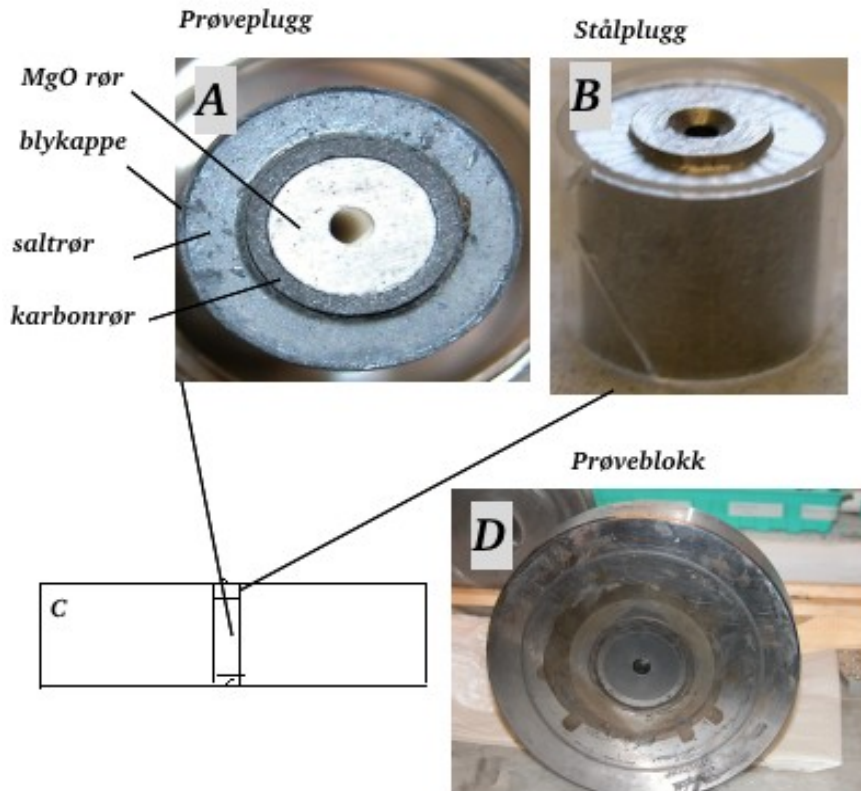 Prøveplugg
Stålplugg
A
B
MgO rør
blykappe
saltrør
karbonrør
Prøveblokk
D
C